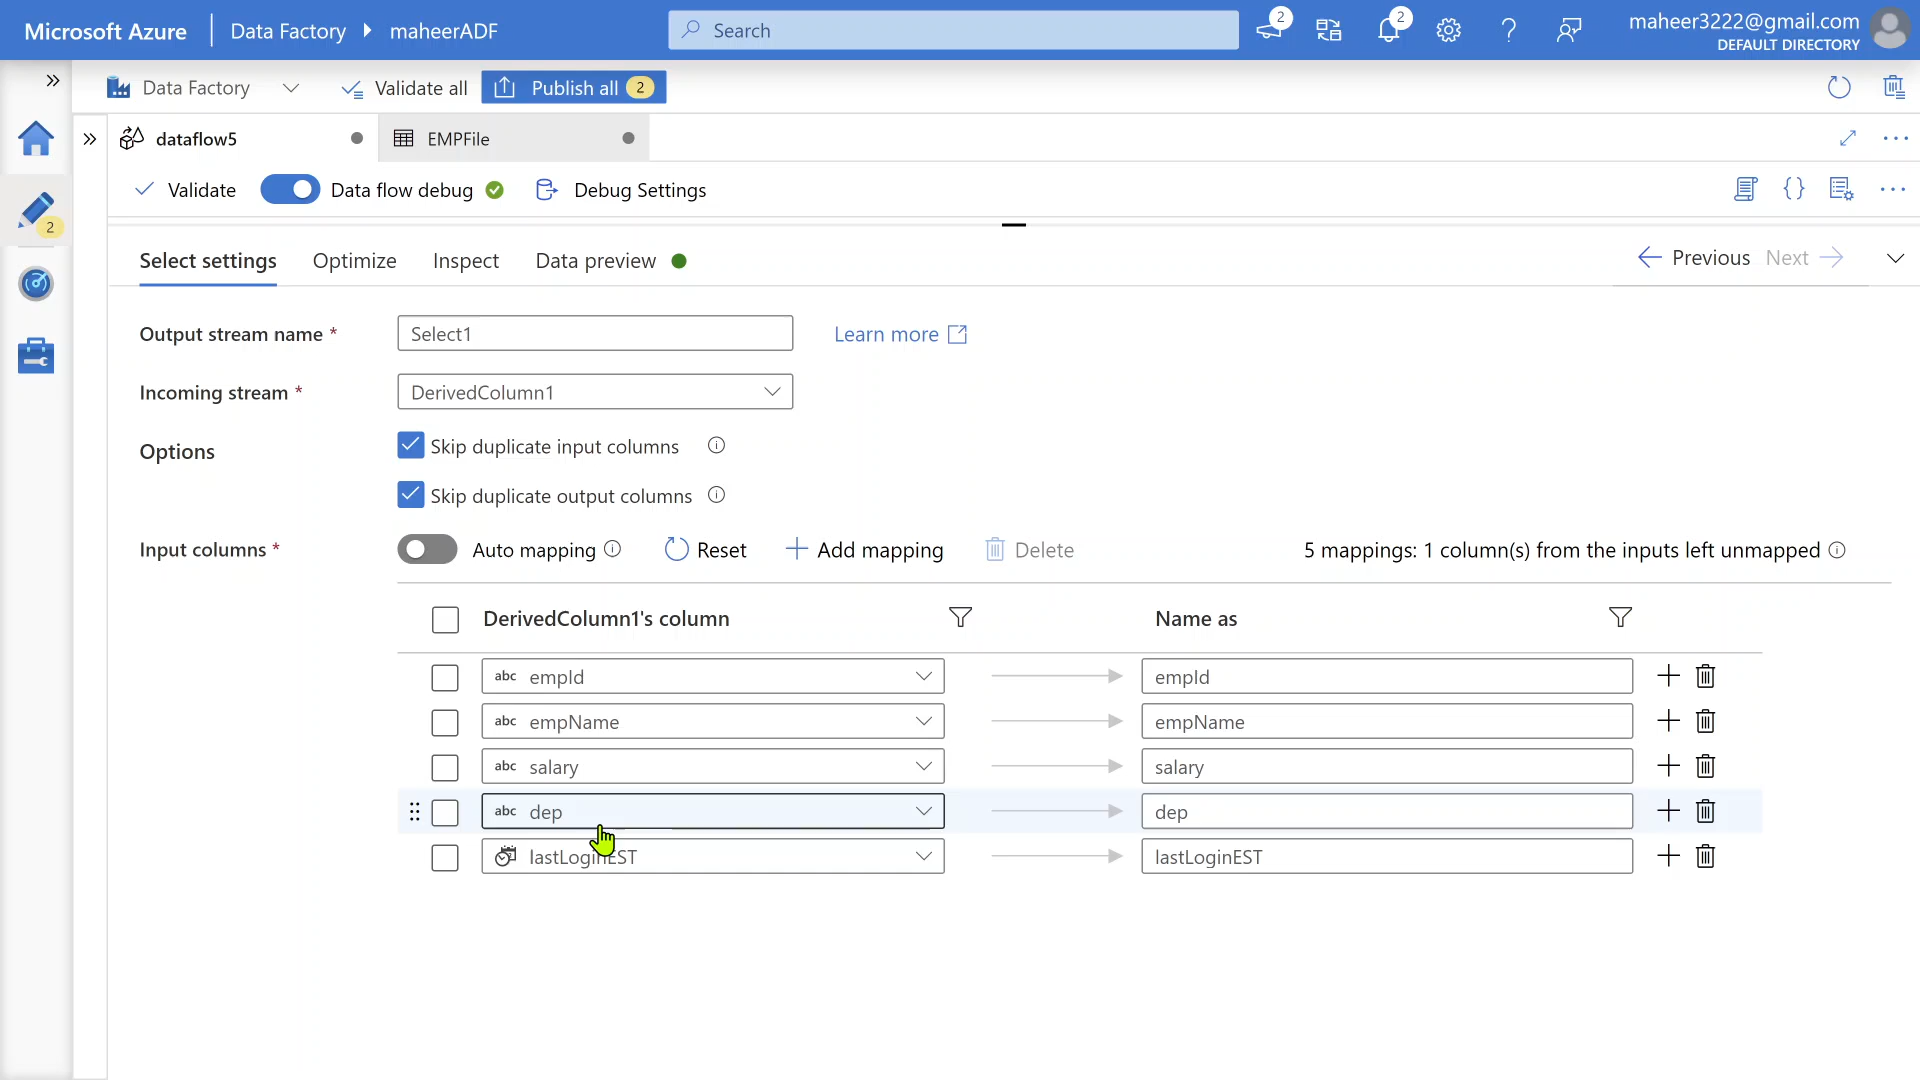 Microsoft Azure | Data Factory maheerADF
Search
2
2
maheer3222@gmail.com
DEFAULT DIRECTORY
Data Factory
Validate all
Publish all 2
dataflow5
EMPFile
Validate
Data flow debug
Debug Settings
2
Select settings
Optimize
Inspect
Data preview
Previous
Next
Output stream name *
Select1
Learn more
Incoming stream *
DerivedColumn1
Options
Skip duplicate input columns
Skip duplicate output columns
Input columns *
Auto mapping
Reset
Add mapping
Delete
5 mappings: 1 column(s) from the inputs left unmapped
DerivedColumn1's column
Name as
abc empId
empId
abc empName
empName
abc salary
salary
abc dep
dep
lastLoginEST
lastLoginEST